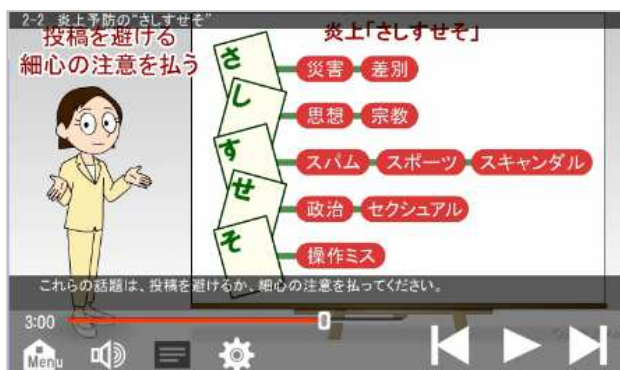 2-2 炎上予防の“さしすせそ”
投稿を避ける
細心の注意を払う
炎上「さしすせそ」
さ 災害 差別
し 思想 宗教
す スパム スポーツ スキャンダル
せ 政治 セクシュアル
そ 操作ミス
これらの話題は、投稿を避けるか、細心の注意を払ってください。
3:00
Menu